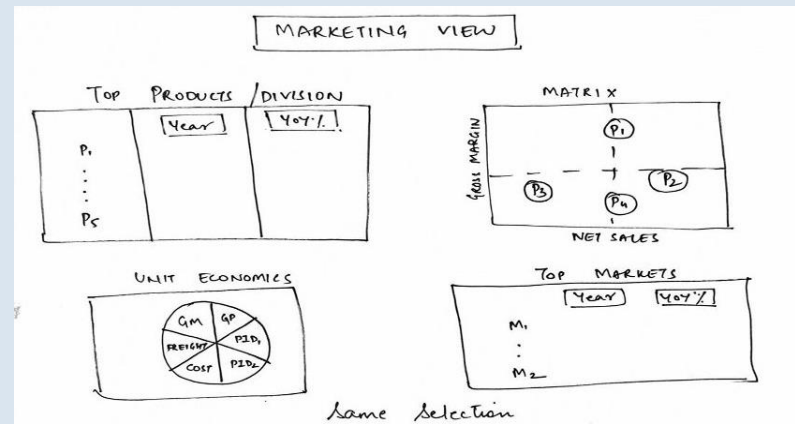 MARKETING VIEW
TOP PRODUCTS / DIVISION
Year YOY%
P1
P5
MATRIX
GROSS MARGIN
P1
P2
P3
P4
NET SALES
UNIT ECONOMICS
GM GP
FREIGHT PID1
COST PID2
TOP MARKETS
Year YOY%
M1
M2
Same Selection